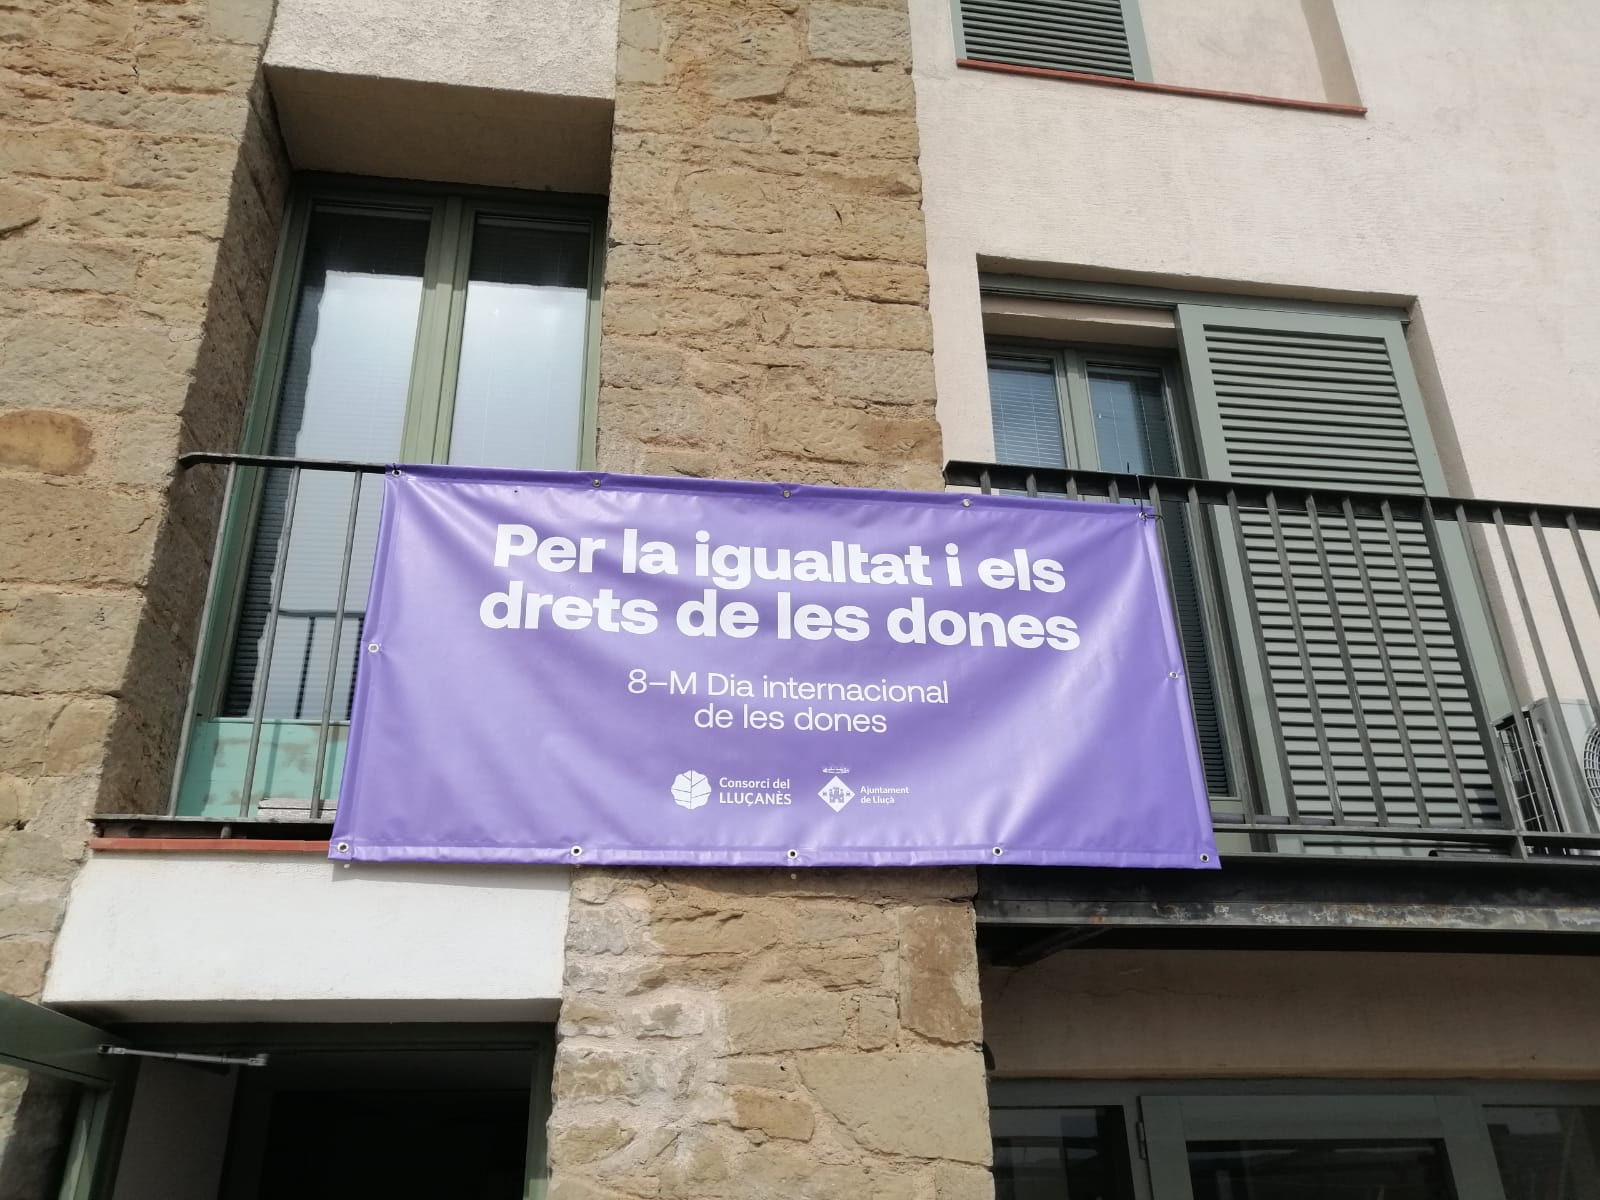 Per la igualtat i els
drets de les dones
8–M Dia internacional
de les dones
Consorci del
LLUÇANÈS
Ajuntament
de Lluçà